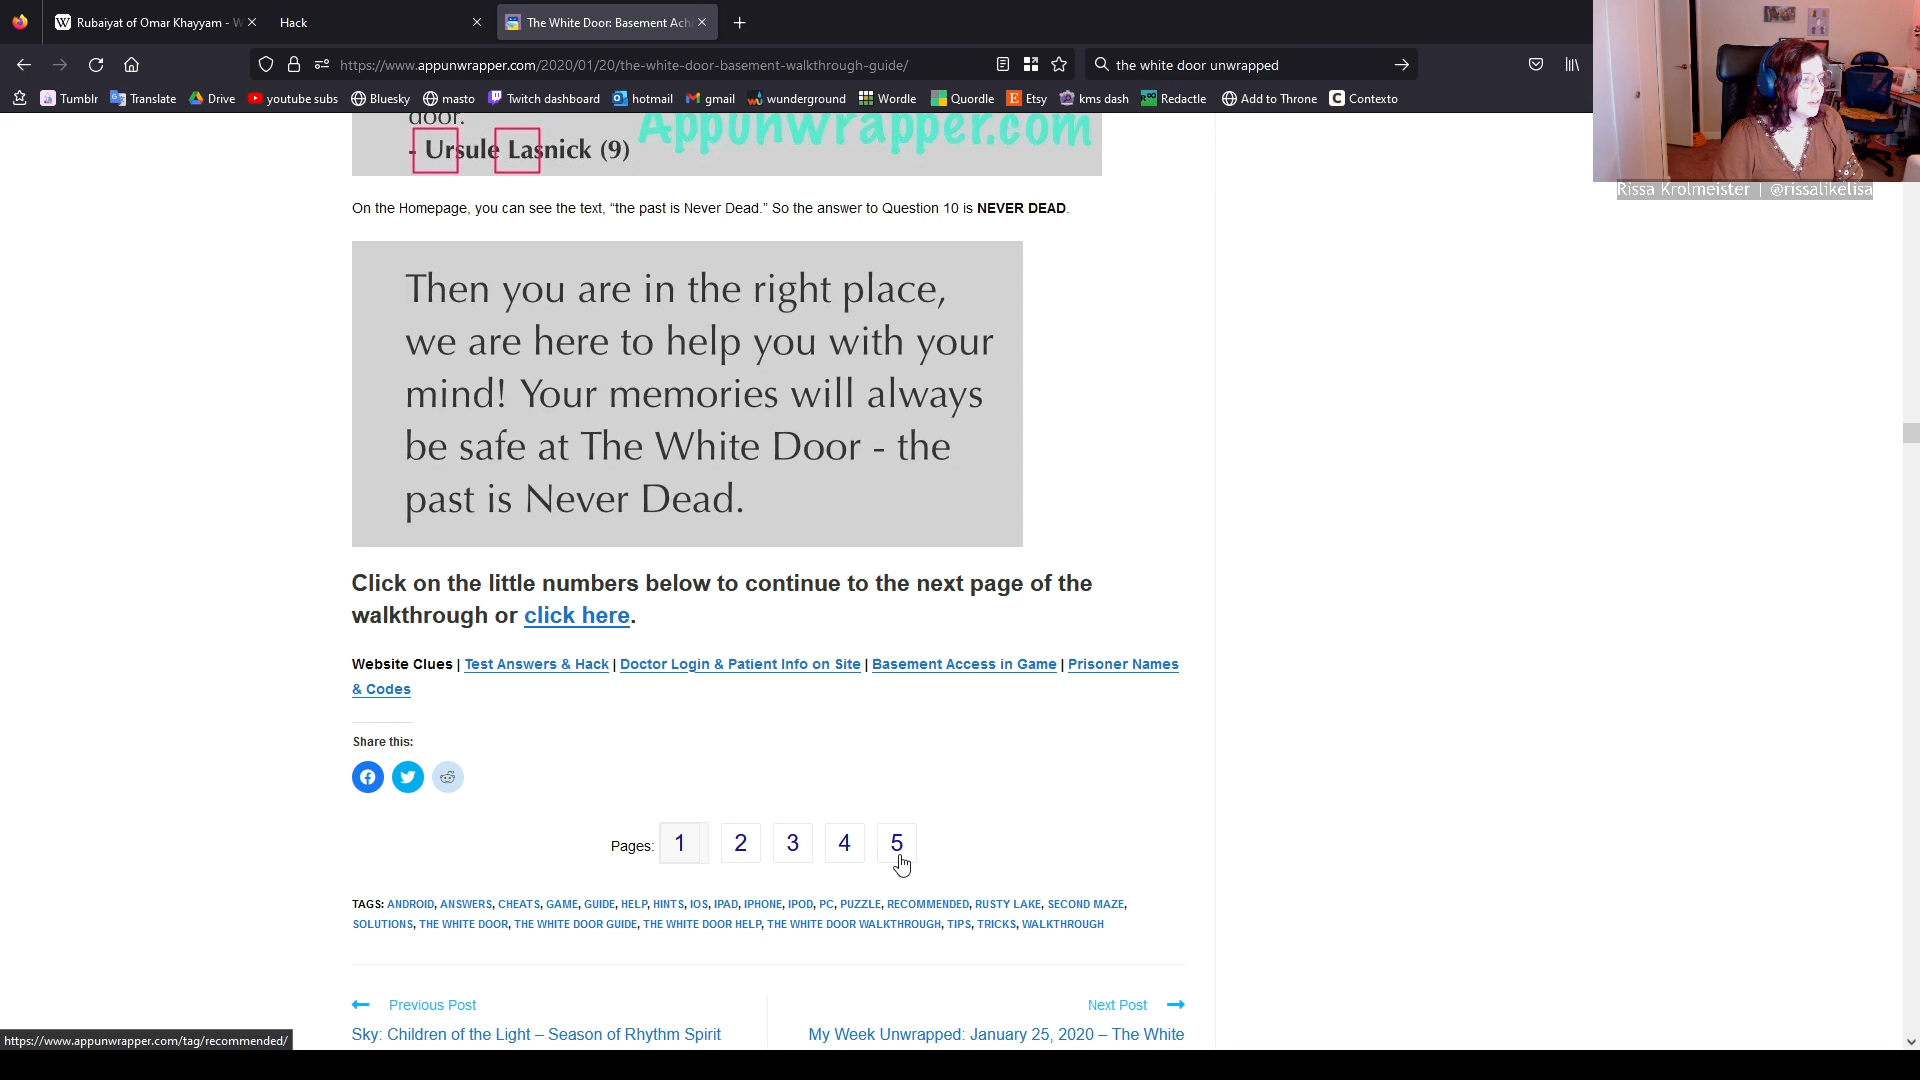 Rubaiyat of Omar Khayyam - W
Hack
The White Door: Basement Achi
https://www.appunwrapper.com/2020/01/20/the-white-door-basement-walkthrough-guide/
the white door unwrapped
Tumblr Translate Drive youtube subs Bluesky masto Twitch dashboard hotmail gmail wunderground Wordle Quordle Etsy kms dash Redactle Add to Throne Contexto
door.
- Ursule Lasnick (9)
Appunwrapper.com
Rissa Krolmeister | @rissalikelisa
On the Homepage, you can see the text, “the past is Never Dead.” So the answer to Question 10 is NEVER DEAD.
Then you are in the right place,
we are here to help you with your
mind! Your memories will always
be safe at The White Door - the
past is Never Dead.
Click on the little numbers below to continue to the next page of the
walkthrough or click here.
Website Clues | Test Answers & Hack | Doctor Login & Patient Info on Site | Basement Access in Game | Prisoner Names
& Codes
Share this:
Pages: 1 2 3 4 5
TAGS: ANDROID, ANSWERS, CHEATS, GAME, GUIDE, HELP, HINTS, IOS, IPAD, IPHONE, IPOD, PC, PUZZLE, RECOMMENDED, RUSTY LAKE, SECOND MAZE,
SOLUTIONS, THE WHITE DOOR, THE WHITE DOOR GUIDE, THE WHITE DOOR HELP, THE WHITE DOOR WALKTHROUGH, TIPS, TRICKS, WALKTHROUGH
Previous Post
Next Post
Sky: Children of the Light – Season of Rhythm Spirit
My Week Unwrapped: January 25, 2020 – The White
https://www.appunwrapper.com/tag/recommended/